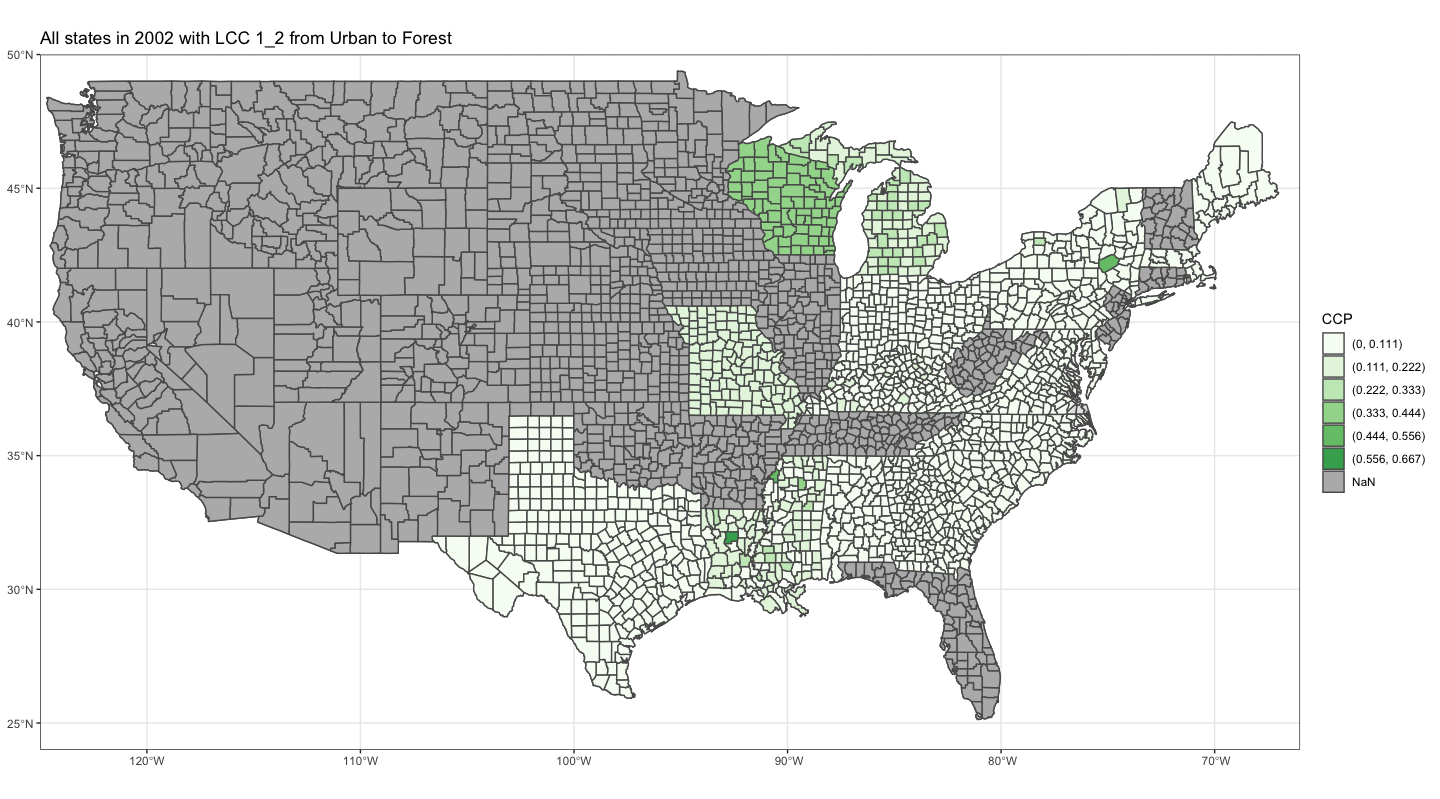 All states in 2002 with LCC 1_2 from Urban to Forest
50°N
45°N
40°N
35°N
30°N
25°N
120°W
110°W
100°W
90°W
80°W
70°W
CCP
(0, 0.111)
(0.111, 0.222)
(0.222, 0.333)
(0.333, 0.444)
(0.444, 0.556)
(0.556, 0.667)
NaN